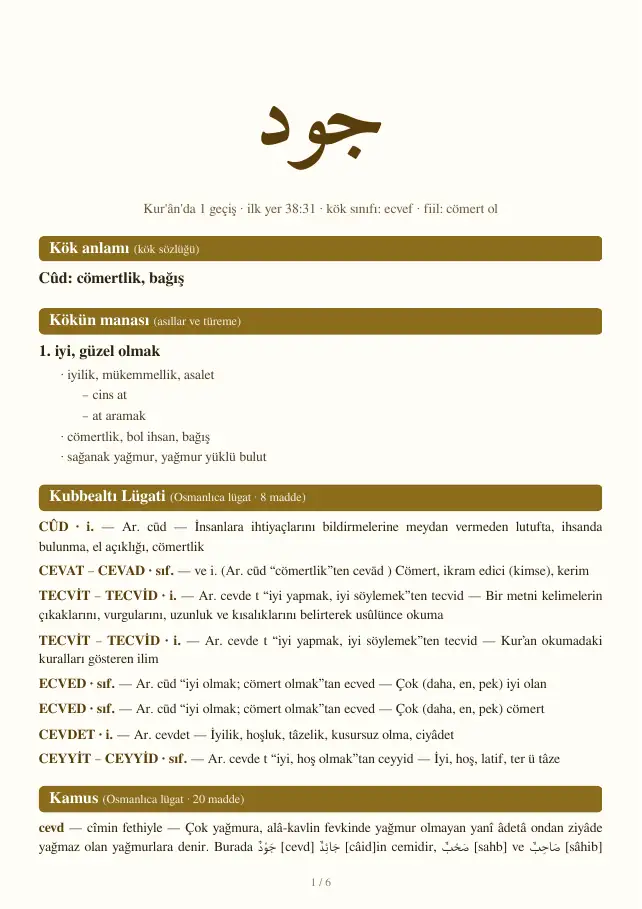 جود
Kur'ân'da 1 geçiş · ilk yer 38:31 · kök sınıfı: ecvef · fiil: cömert ol
Kök anlamı (kök sözlüğü)
Cûd: cömertlik, bağış
Kökün manası (asıllar ve türeme)
1. iyi, güzel olmak
· iyilik, mükemmellik, asalet
– cins at
– at aramak
· cömertlik, bol ihsan, bağış
· sağanak yağmur, yağmur yüklü bulut
Kubbealtı Lügati (Osmanlıca lügat · 8 madde)
CÛD · i. — Ar. cūd — İnsanlara ihtiyaçlarını bildirmelerine meydan vermeden lutufta, ihsanda
bulunma, el açıklığı, cömertlik
CEVAT – CEVAD · sıf. — ve i. (Ar. cūd “cömertlik”ten cevād ) Cömert, ikram edici (kimse), kerim
TECVİT – TECVİD · i. — Ar. cevde t “iyi yapmak, iyi söylemek”ten tecvid — Bir metni kelimelerin
çıkaklarını, vurgularını, uzunluk ve kısalıklarını belirterek usûlünce okuma
TECVİT – TECVİD · i. — Ar. cevde t “iyi yapmak, iyi söylemek”ten tecvid — Kur’an okumadaki
kuralları gösteren ilim
ECVED · sıf. — Ar. cūd “iyi olmak; cömert olmak”tan ecved — Çok (daha, en, pek) iyi olan
ECVED · sıf. — Ar. cūd “iyi olmak; cömert olmak”tan ecved — Çok (daha, en, pek) cömert
CEVDET · i. — Ar. cevdet — İyilik, hoşluk, tâzelik, kusursuz olma, ciyâdet
CEYYİT – CEYYİD · sıf. — Ar. cevde t “iyi, hoş olmak”tan ceyyid — İyi, hoş, latif, ter ü tâze
Kamus (Osmanlıca lügat · 20 madde)
cevd — cîmin fethiyle — Çok yağmura, alâ-kavlin fevkinde yağmur olmayan yanî âdetâ ondan ziyâde
yağmaz olan yağmurlara denir. Burada جَوْدٌ [cevd] جَائِدٌ [câid]in cemidir, صَحْبٌ [sahb] ve صَاحِبٌ [sâhib]
1 / 6